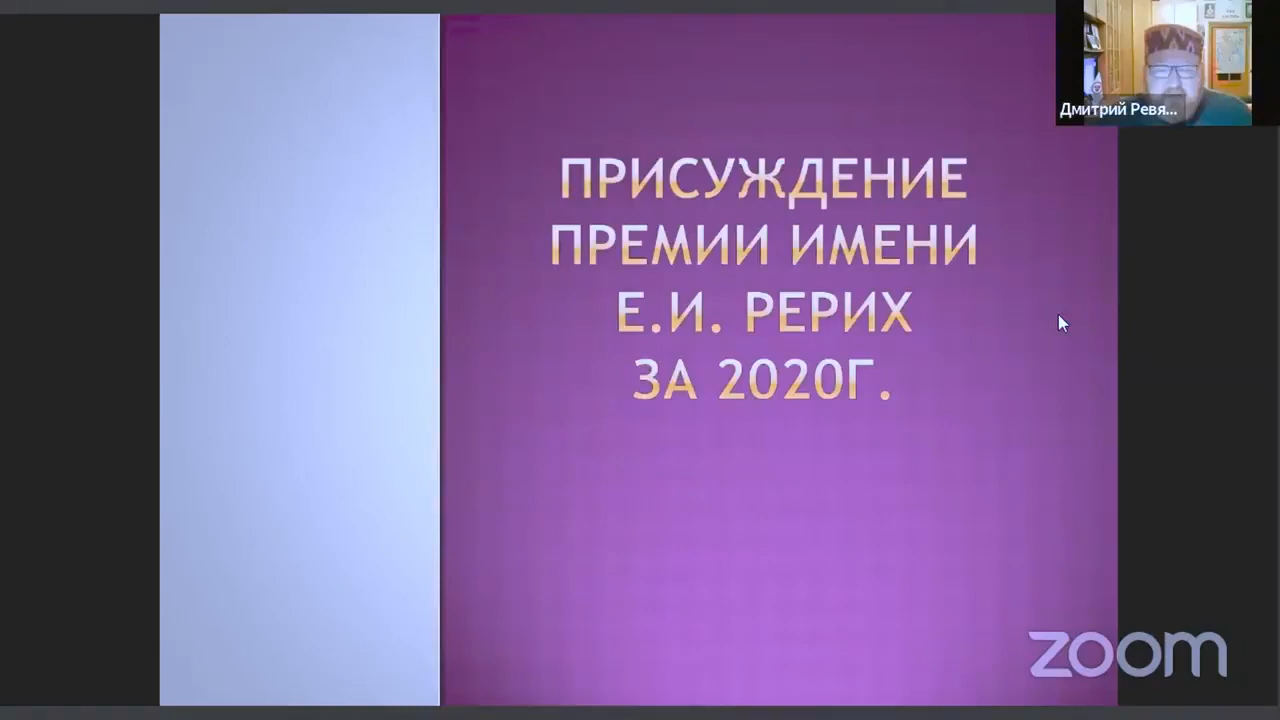 Дмитрий Ревя...
ПРИСУЖДЕНИЕ
ПРЕМИИ ИМЕНИ
Е.И. РЕРИХ
ЗА 2020Г.
zoom